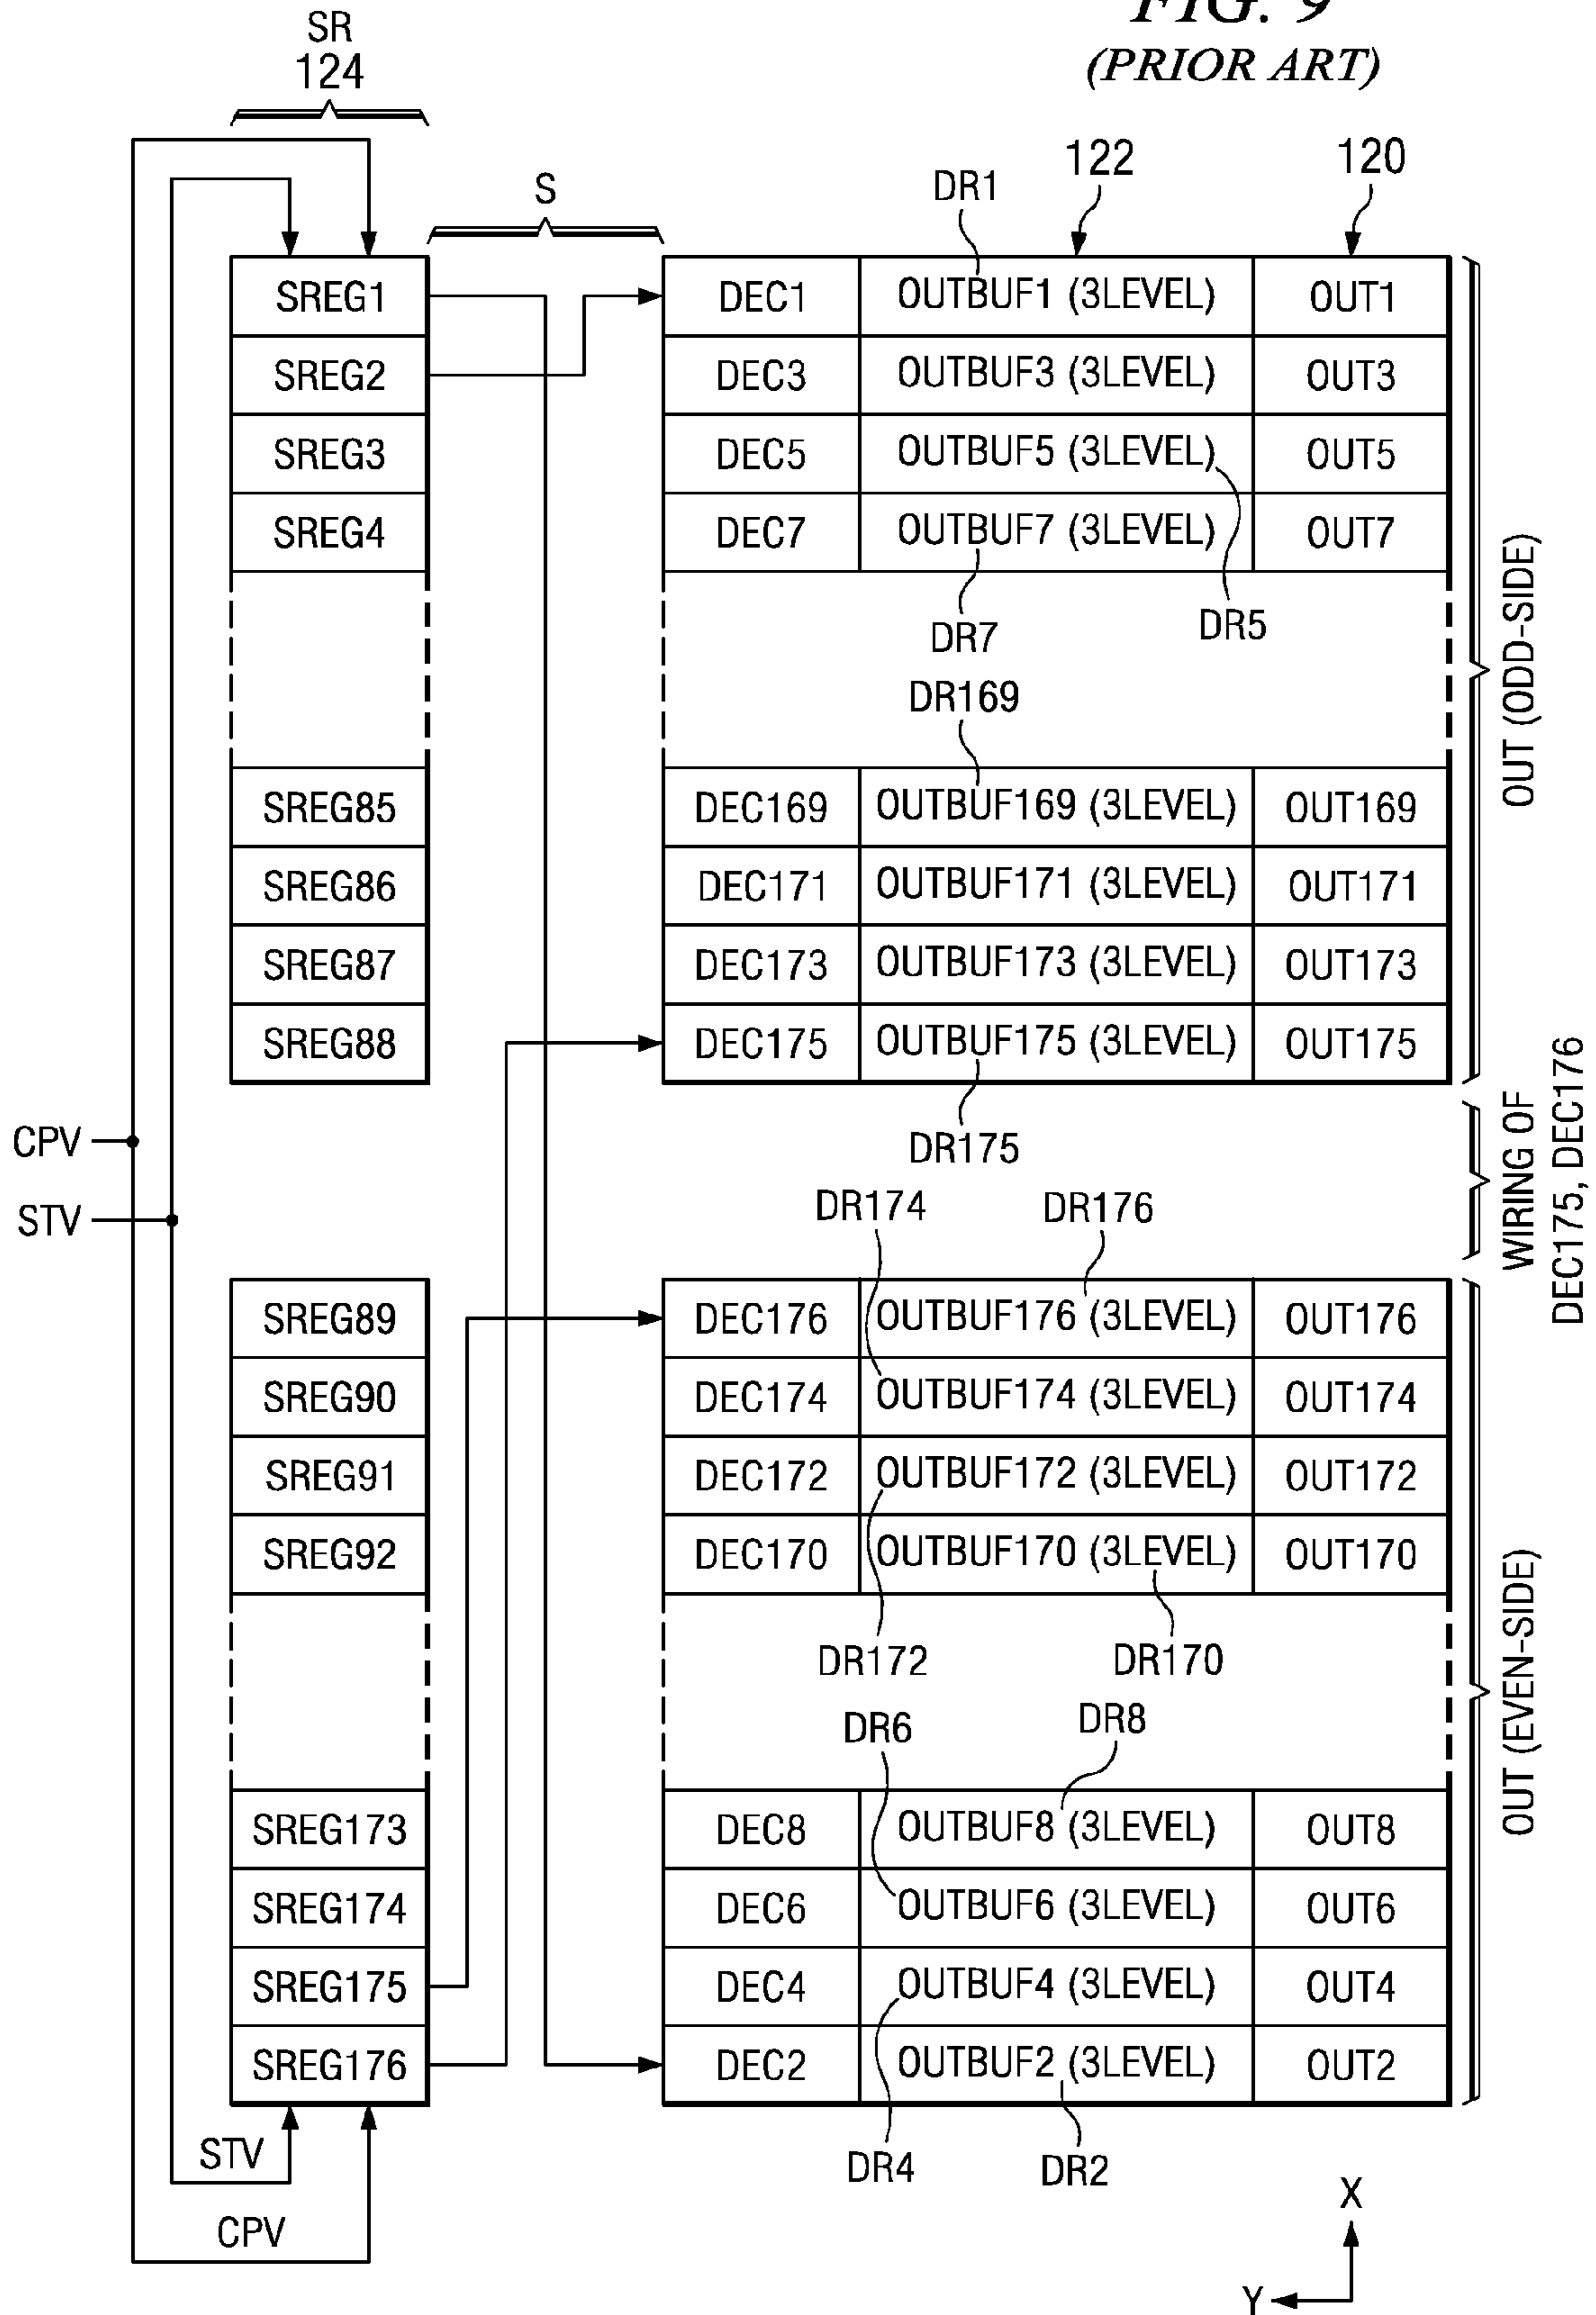 FIG. 9
(PRIOR ART)
SR
124
S
DR1
122
120
SREG1 DEC1 OUTBUF1 (3LEVEL) OUT1
SREG2 DEC3 OUTBUF3 (3LEVEL) OUT3
SREG3 DEC5 OUTBUF5 (3LEVEL) OUT5
SREG4 DEC7 OUTBUF7 (3LEVEL) OUT7
DR7
DR5
DR169
OUT (ODD-SIDE)
SREG85 DEC169 OUTBUF169 (3LEVEL) OUT169
SREG86 DEC171 OUTBUF171 (3LEVEL) OUT171
SREG87 DEC173 OUTBUF173 (3LEVEL) OUT173
SREG88 DEC175 OUTBUF175 (3LEVEL) OUT175
CPV
DR175
STV
DR174
DR176
WIRING OF
DEC175, DEC176
SREG89 DEC176 OUTBUF176 (3LEVEL) OUT176
SREG90 DEC174 OUTBUF174 (3LEVEL) OUT174
SREG91 DEC172 OUTBUF172 (3LEVEL) OUT172
SREG92 DEC170 OUTBUF170 (3LEVEL) OUT170
DR172
DR170
DR6
DR8
OUT (EVEN-SIDE)
SREG173 DEC8 OUTBUF8 (3LEVEL) OUT8
SREG174 DEC6 OUTBUF6 (3LEVEL) OUT6
SREG175 DEC4 OUTBUF4 (3LEVEL) OUT4
SREG176 DEC2 OUTBUF2 (3LEVEL) OUT2
STV
DR4
DR2
CPV
X
Y